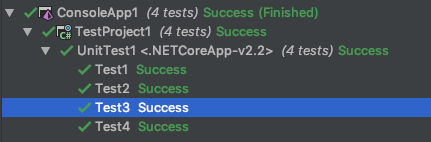 ConsoleApp1 (4 tests) Success (Finished)
C# TestProject1 (4 tests) Success
UnitTest1 <.NETCoreApp-v2.2> (4 tests) Success
Test1 Success
Test2 Success
Test3 Success
Test4 Success